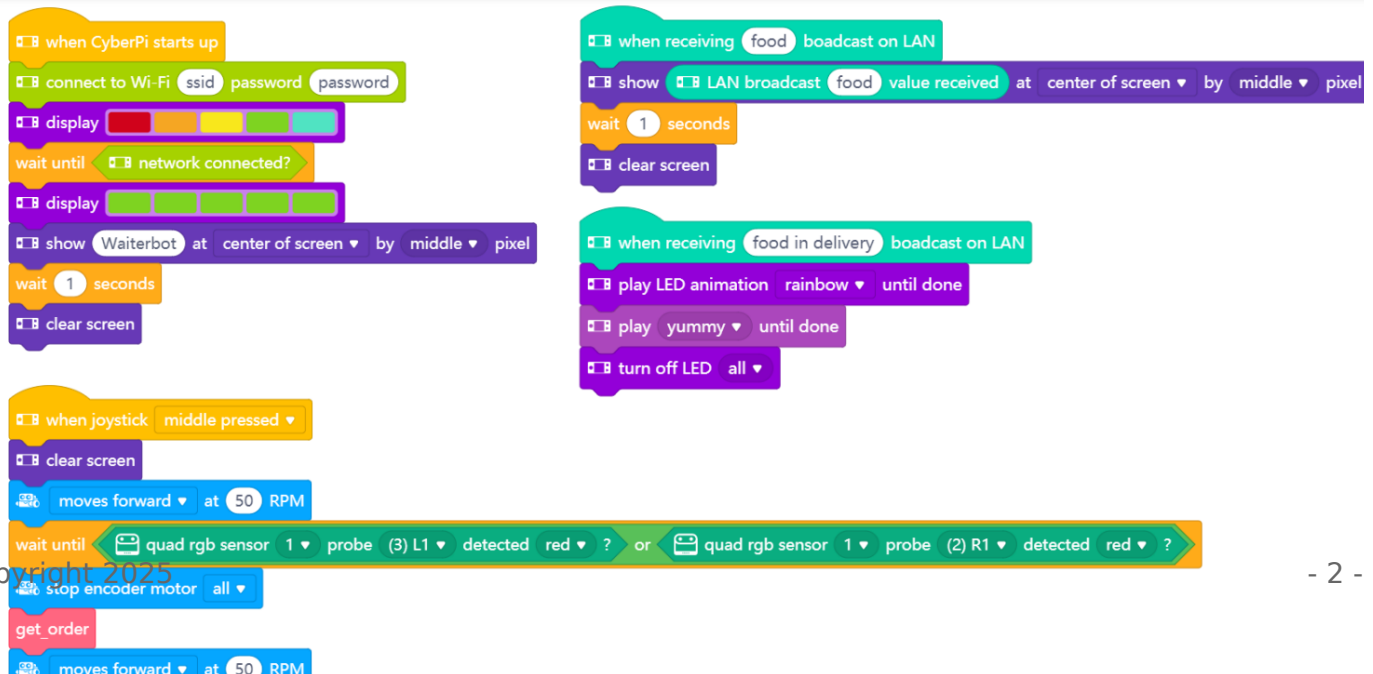 when CyberPi starts up
connect to Wi-Fi ssid password password
display
wait until network connected?
display
show Waiterbot at center of screen by middle pixel
wait 1 seconds
clear screen
when receiving food boadcast on LAN
show LAN broadcast food value received at center of screen by middle pixel
wait 1 seconds
clear screen
when receiving food in delivery boadcast on LAN
play LED animation rainbow until done
play yummy until done
turn off LED all
when joystick middle pressed
clear screen
moves forward at 50 RPM
wait until quad rgb sensor 1 probe (3) L1 detected red ? or quad rgb sensor 1 probe (2) R1 detected red ?
pyright 2025
- 2 -
stop encoder motor all
get_order
moves forward at 50 RPM